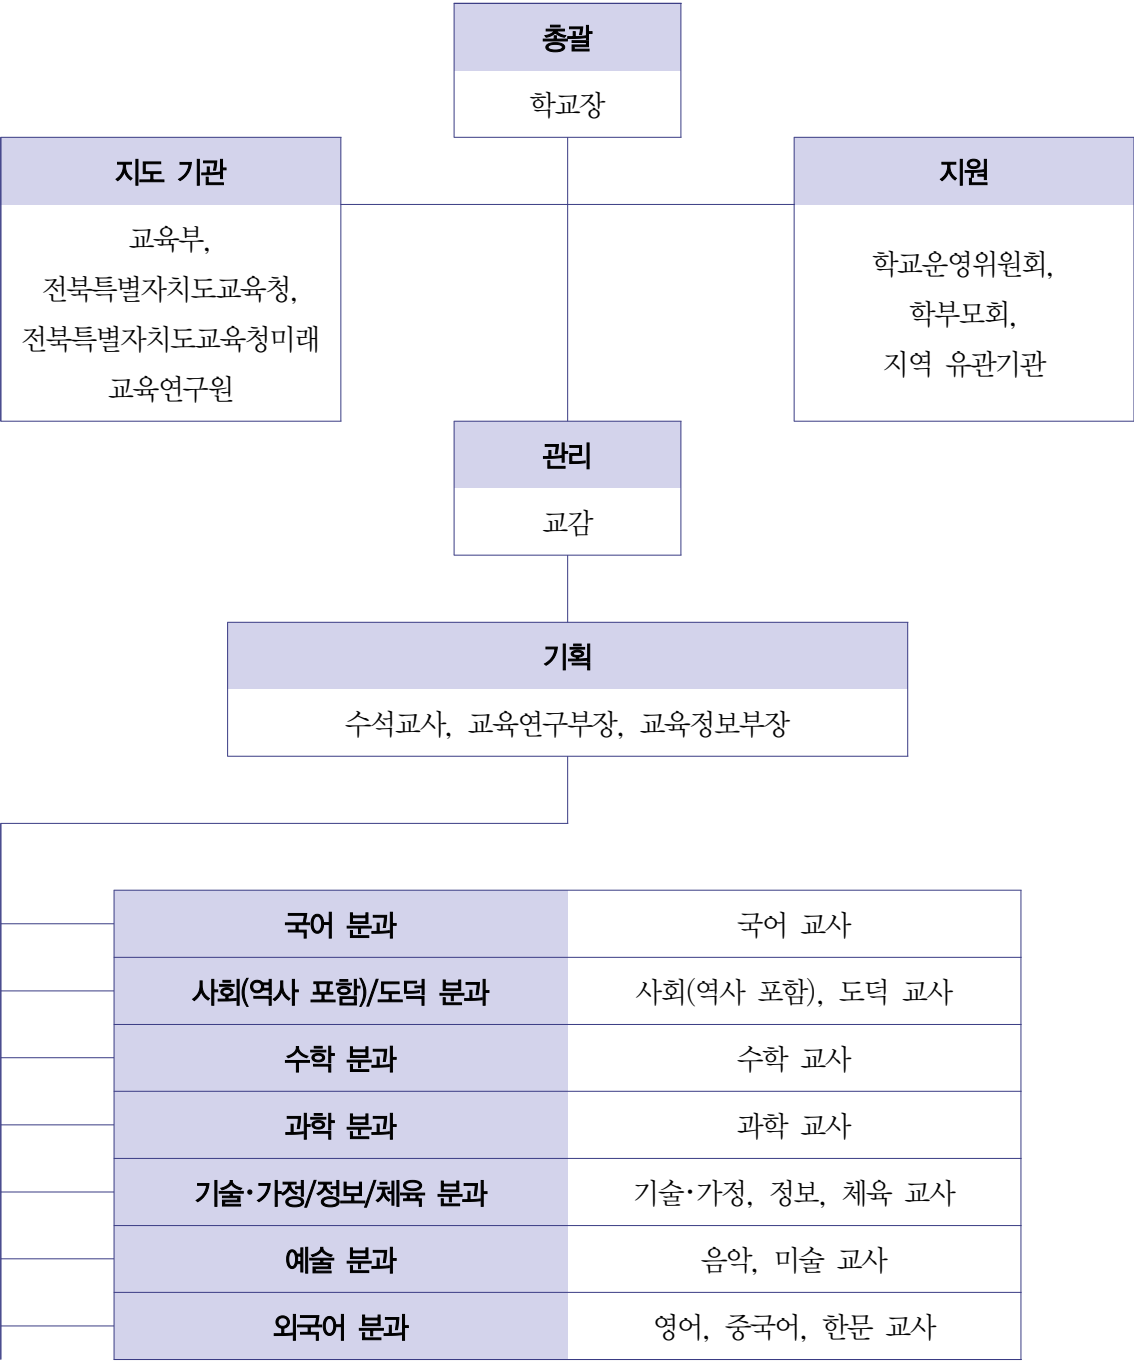 총괄
학교장
지도 기관
교육부,
전북특별자치도교육청,
전북특별자치도교육청미래
교육연구원
지원
학교운영위원회,
학부모회,
지역 유관기관
관리
교감
기획
수석교사, 교육연구부장, 교육정보부장
국어 분과 국어 교사
사회(역사 포함)/도덕 분과 사회(역사 포함), 도덕 교사
수학 분과 수학 교사
과학 분과 과학 교사
기술·가정/정보/체육 분과 기술·가정, 정보, 체육 교사
예술 분과 음악, 미술 교사
외국어 분과 영어, 중국어, 한문 교사